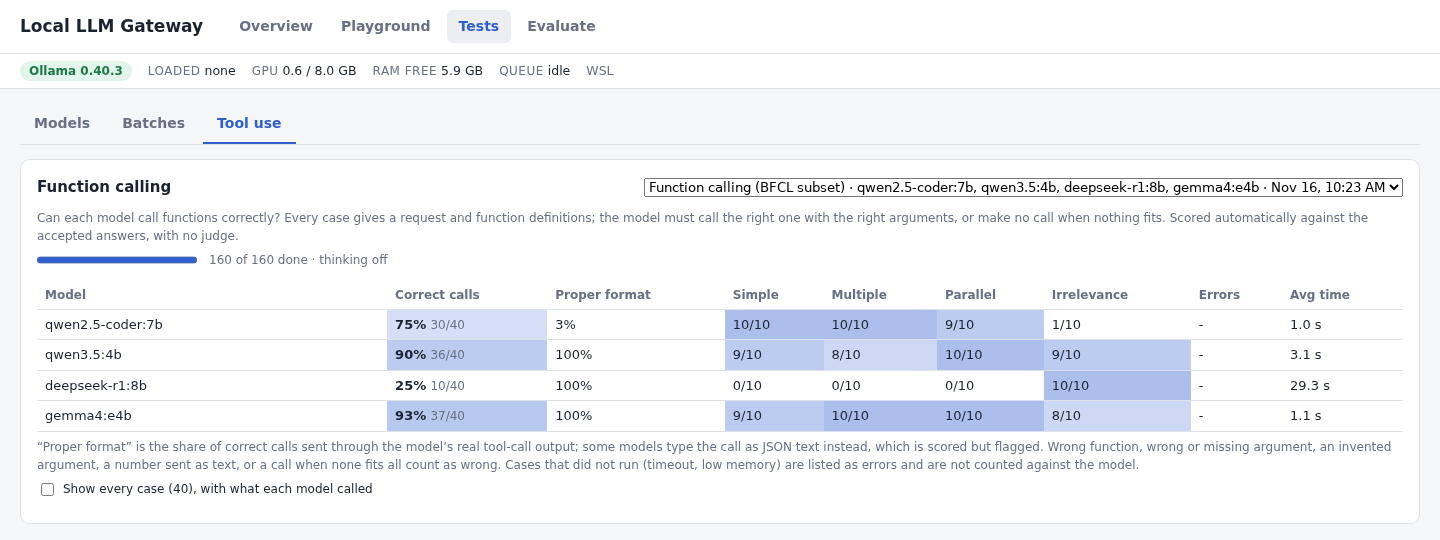 Local LLM Gateway Overview Playground Tests Evaluate
Ollama 0.40.3 LOADED none GPU 0.6 / 8.0 GB RAM FREE 5.9 GB QUEUE idle WSL
Models Batches Tool use
Function calling Function calling (BFCL subset) · qwen2.5-coder:7b, qwen3.5:4b, deepseek-r1:8b, gemma4:e4b · Nov 16, 10:23 AM
Can each model call functions correctly? Every case gives a request and function definitions; the model must call the right one with the right arguments, or make no call when nothing fits. Scored automatically against the
accepted answers, with no judge.
160 of 160 done · thinking off
Model Correct calls Proper format Simple Multiple Parallel Irrelevance Errors Avg time
qwen2.5-coder:7b 75% 30/40 3% 10/10 10/10 9/10 1/10 - 1.0 s
qwen3.5:4b 90% 36/40 100% 9/10 8/10 10/10 9/10 - 3.1 s
deepseek-r1:8b 25% 10/40 100% 0/10 0/10 0/10 10/10 - 29.3 s
gemma4:e4b 93% 37/40 100% 9/10 10/10 10/10 8/10 - 1.1 s
“Proper format” is the share of correct calls sent through the model’s real tool-call output; some models type the call as JSON text instead, which is scored but flagged. Wrong function, wrong or missing argument, an invented
argument, a number sent as text, or a call when none fits all count as wrong. Cases that did not run (timeout, low memory) are listed as errors and are not counted against the model.
Show every case (40), with what each model called